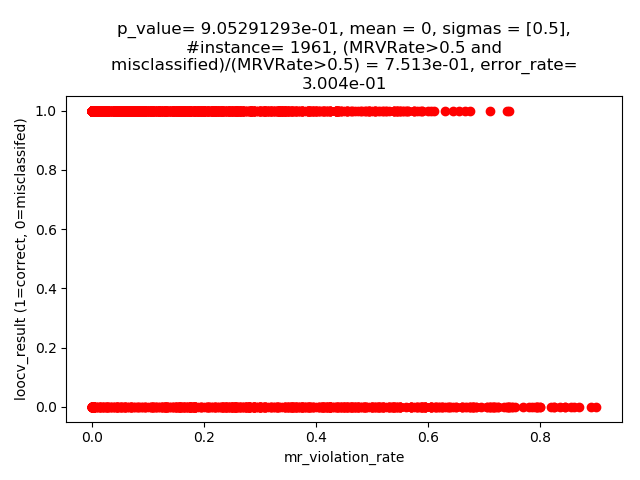 p_value= 9.05291293e-01, mean = 0, sigmas = [0.5],
#instance= 1961, (MRVRate>0.5 and
misclassified)/(MRVRate>0.5) = 7.513e-01, error_rate=
3.004e-01
loocv_result (1=correct, 0=misclassifed)
1.0
0.8
0.6
0.4
0.2
0.0
0.0 0.2 0.4 0.6 0.8
mr_violation_rate